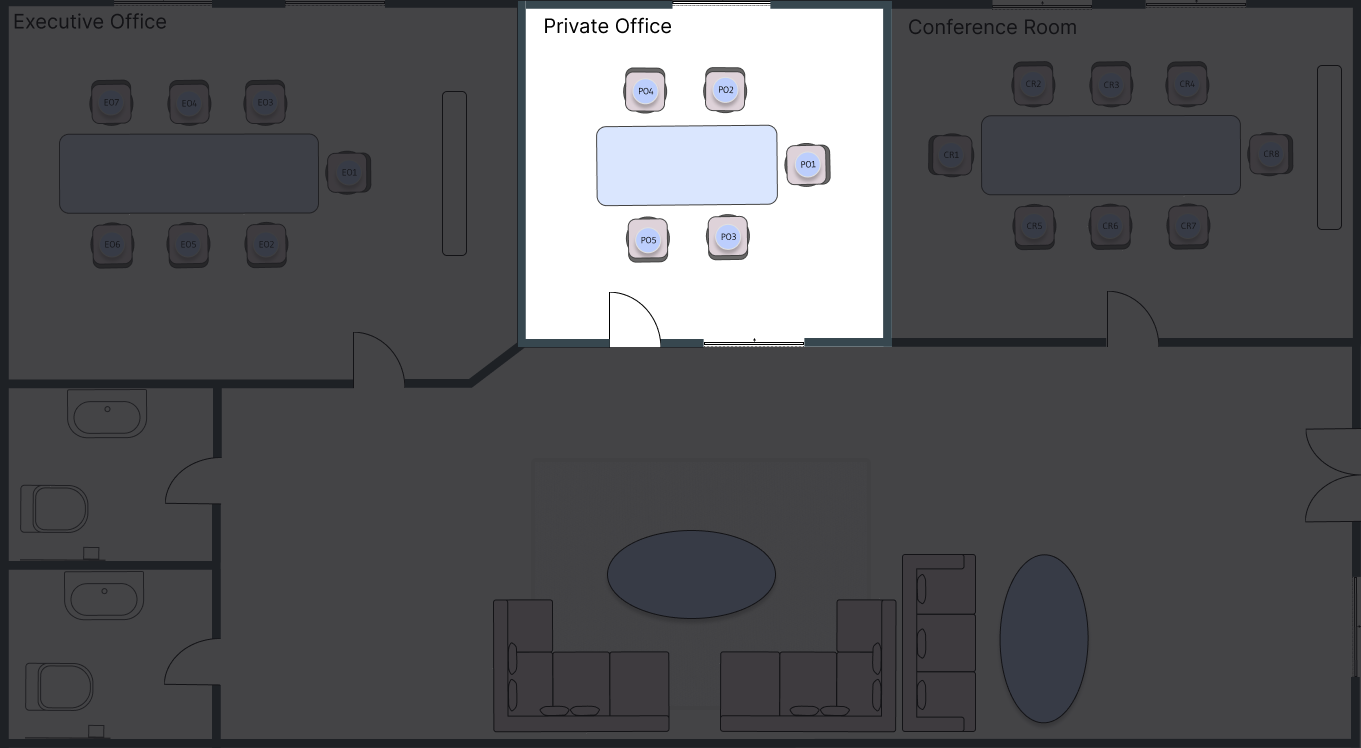 Executive Office
Private Office
Conference Room
EO7 EO4 EO3
EO1
EO6 EO5 EO2
PO4 PO2
PO1
PO5 PO3
CR2 CR3 CR4
CR1 CR8
CR5 CR6 CR7